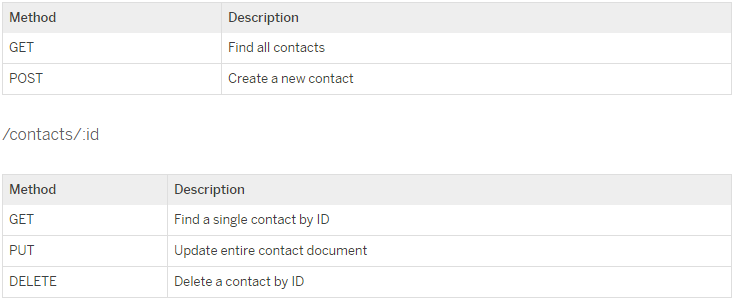 Method Description
GET Find all contacts
POST Create a new contact
/contacts/:id
Method Description
GET Find a single contact by ID
PUT Update entire contact document
DELETE Delete a contact by ID